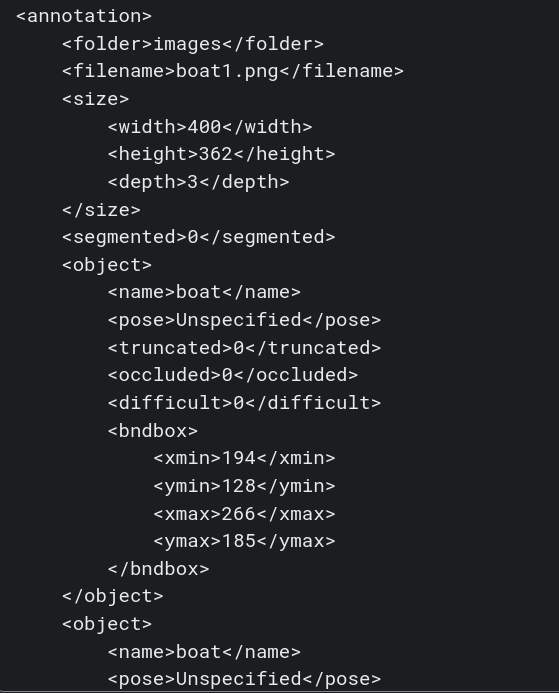 <annotation>
    <folder>images</folder>
    <filename>boat1.png</filename>
    <size>
        <width>400</width>
        <height>362</height>
        <depth>3</depth>
    </size>
    <segmented>0</segmented>
    <object>
        <name>boat</name>
        <pose>Unspecified</pose>
        <truncated>0</truncated>
        <occluded>0</occluded>
        <difficult>0</difficult>
        <bndbox>
            <xmin>194</xmin>
            <ymin>128</ymin>
            <xmax>266</xmax>
            <ymax>185</ymax>
        </bndbox>
    </object>
    <object>
        <name>boat</name>
        <pose>Unspecified</pose>